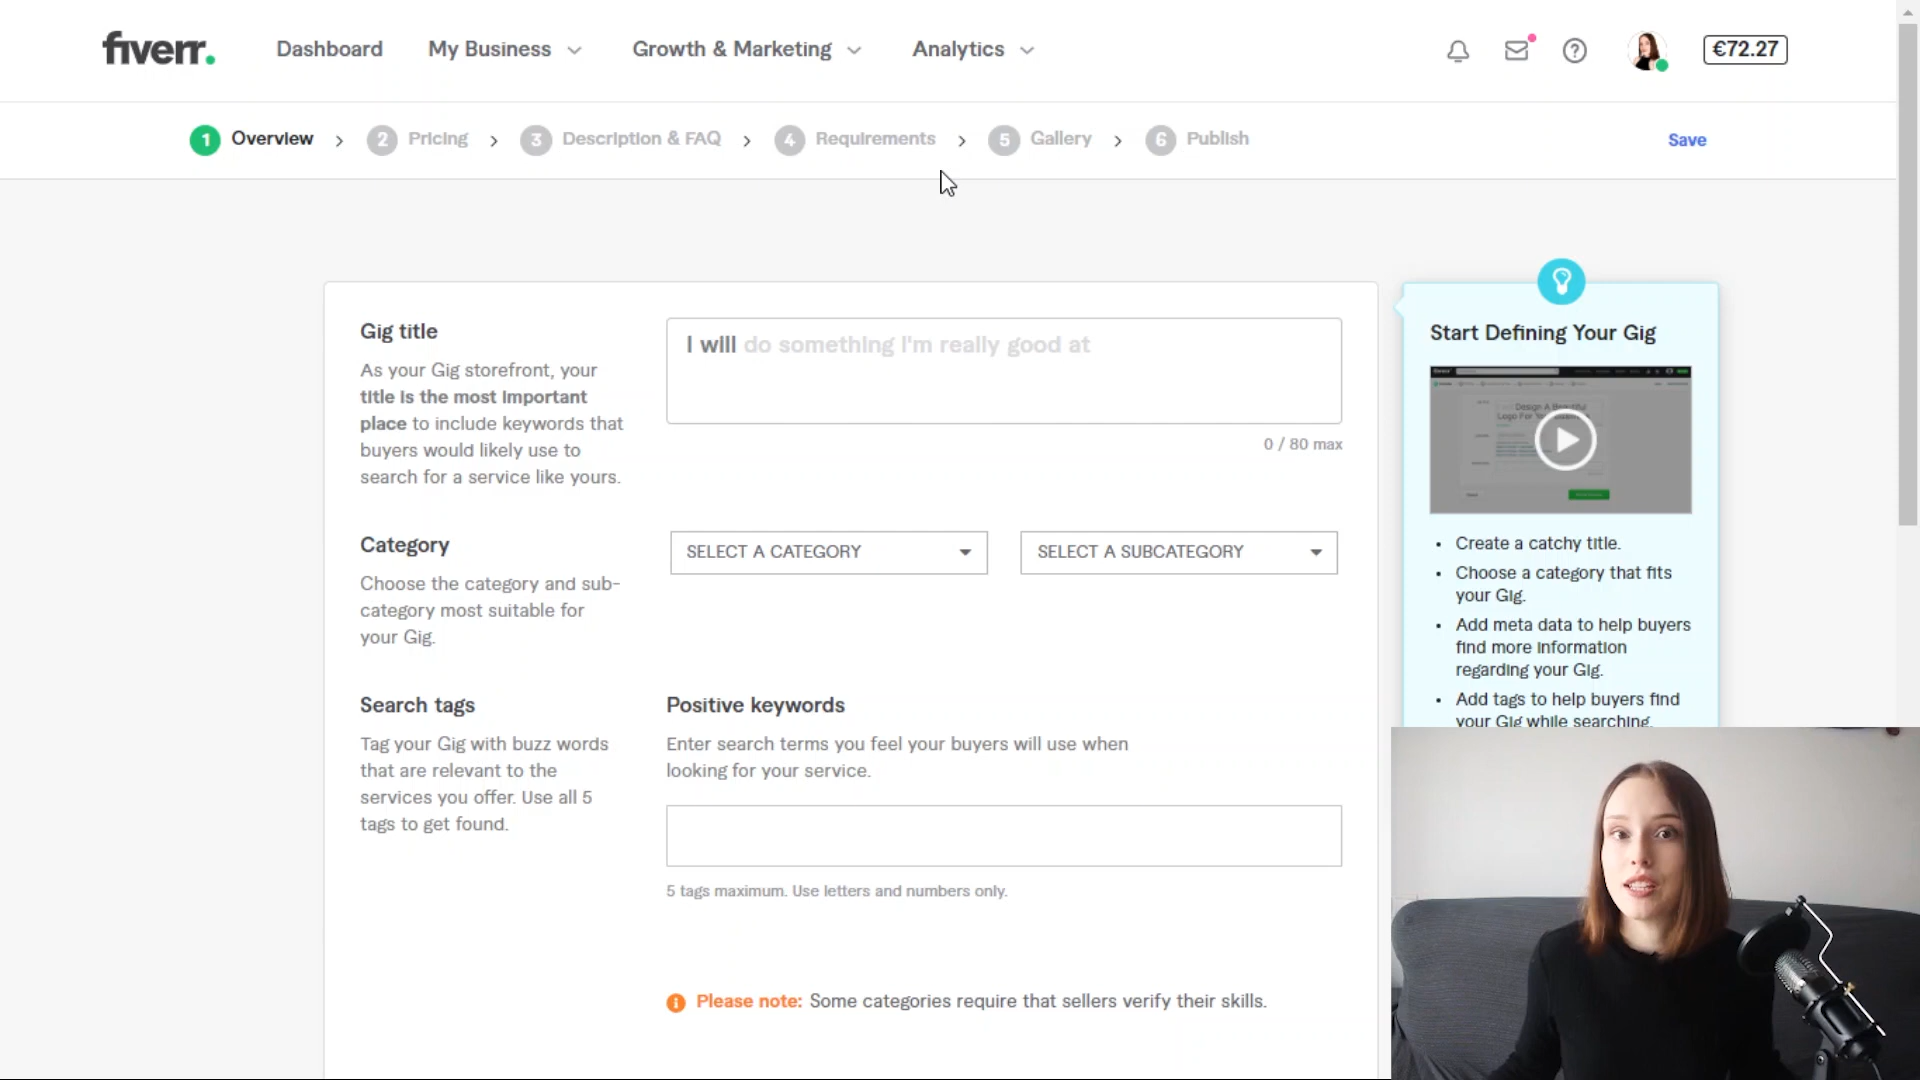 fiverr.
Dashboard
My Business
Growth & Marketing
Analytics
€72.27
1 Overview
2 Pricing
3 Description & FAQ
4 Requirements
5 Gallery
6 Publish
Save
Gig title
As your Gig storefront, your
title is the most important
place to include keywords that
buyers would likely use to
search for a service like yours.
I will do something I'm really good at
0 / 80 max
Category
Choose the category and sub-
category most suitable for
your Gig.
SELECT A CATEGORY
SELECT A SUBCATEGORY
Search tags
Tag your Gig with buzz words
that are relevant to the
services you offer. Use all 5
tags to get found.
Positive keywords
Enter search terms you feel your buyers will use when
looking for your service.
5 tags maximum. Use letters and numbers only.
Please note: Some categories require that sellers verify their skills.
Start Defining Your Gig
Design A Beautiful
Logo For
• Create a catchy title.
• Choose a category that fits
your Gig.
• Add meta data to help buyers
find more information
regarding your Gig.
• Add tags to help buyers find
your Gig while searching.